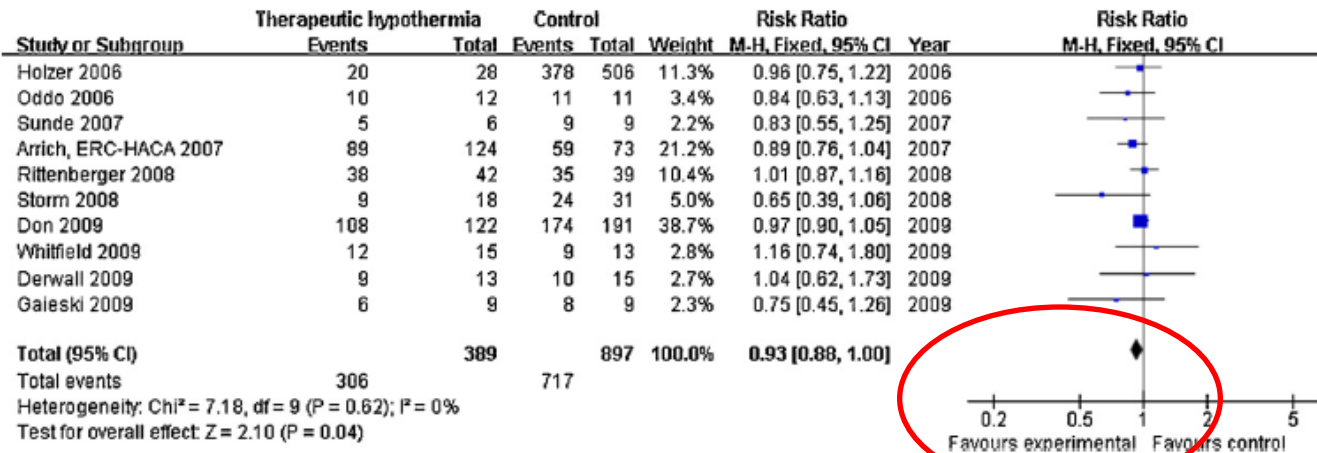 Therapeutic hypothermia Control Risk Ratio Risk Ratio
Study or Subgroup Events Total Events Total Weight M-H, Fixed, 95% CI Year M-H, Fixed, 95% CI
Holzer 2006 20 28 378 506 11.3% 0.96 [0.75, 1.22] 2006
Oddo 2006 10 12 11 11 3.4% 0.84 [0.63, 1.13] 2006
Sunde 2007 5 6 9 9 2.2% 0.83 [0.55, 1.25] 2007
Arrich, ERC-HACA 2007 89 124 59 73 21.2% 0.89 [0.76, 1.04] 2007
Rittenberger 2008 38 42 35 39 10.4% 1.01 [0.87, 1.16] 2008
Storm 2008 9 18 24 31 5.0% 0.65 [0.39, 1.06] 2008
Don 2009 108 122 174 191 38.7% 0.97 [0.90, 1.05] 2009
Whitfield 2009 12 15 9 13 2.8% 1.16 [0.74, 1.80] 2009
Derwall 2009 9 13 10 15 2.7% 1.04 [0.62, 1.73] 2009
Gaieski 2009 6 9 8 9 2.3% 0.75 [0.45, 1.26] 2009
Total (95% CI) 389 897 100.0% 0.93 [0.88, 1.00]
Total events 306 717
Heterogeneity: Chi² = 7.18, df = 9 (P = 0.62); I² = 0%
Test for overall effect: Z = 2.10 (P = 0.04)
0.2 0.5 1 2 5
Favours experimental Favours control